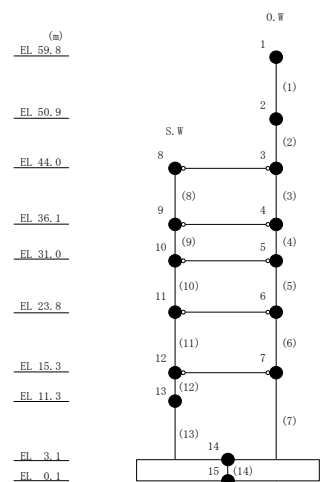 O.W
(m)
1
EL 59.8
(1)
EL 50.9
2
(2)
S.W
EL 44.0
8
3
(8)
(3)
EL 36.1
9
4
(9)
(4)
EL 31.0
10
5
(10)
(5)
EL 23.8
11
6
(11)
(6)
EL 15.3
12
7
(12)
EL 11.3
13
(7)
(13)
14
EL 3.1
15
(14)
EL 0.1